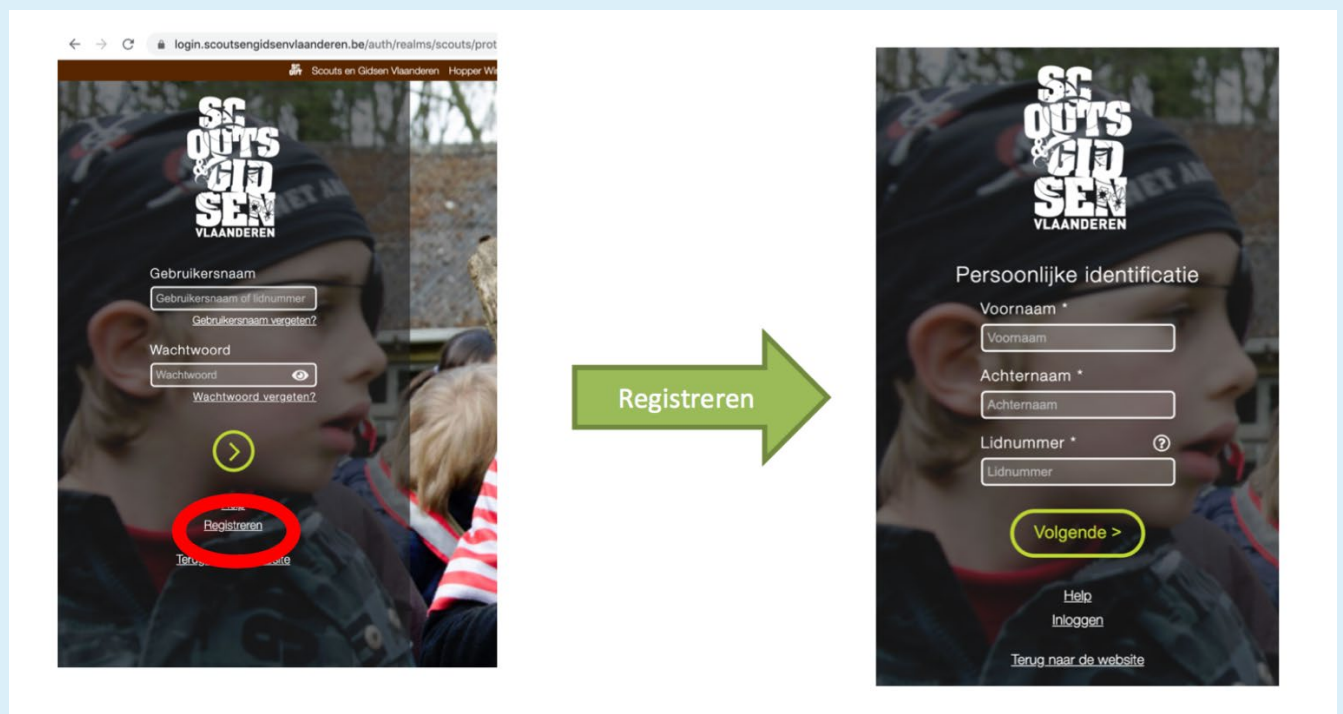 login.scoutsengidsenvlaanderen.be/auth/realms/scouts/prot
Scouts en Gidsen Vlaanderen Hopper
SC
OUTS
& GID
SEN
VLAANDEREN
Gebruikersnaam
Gebruikersnaam of lidnummer
Gebruikersnaam vergeten?
Wachtwoord
Wachtwoord
Wachtwoord vergeten?
Registreren
Registreren
SC
OUTS
& GID
SEN
VLAANDEREN
Persoonlijke identificatie
Voornaam *
Voornaam
Achternaam *
Achternaam
Lidnummer * ?
Lidnummer
Volgende >
Help
Inloggen
Terug naar de website